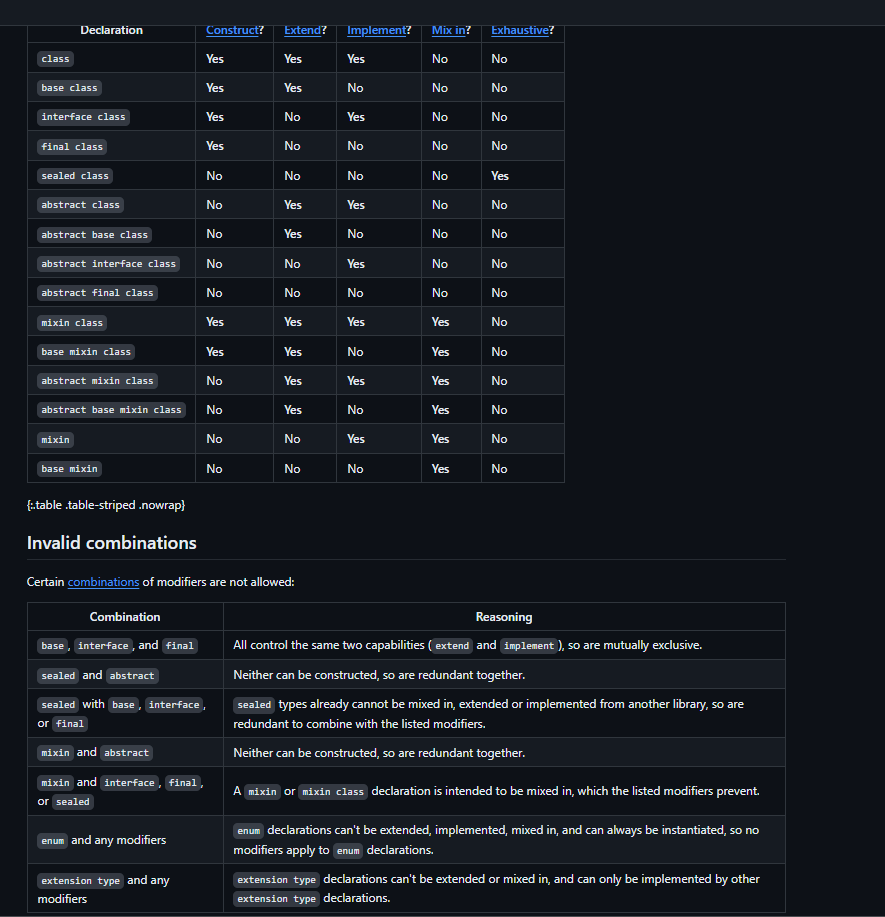 Declaration Construct? Extend? Implement? Mix in? Exhaustive?
class Yes Yes Yes No No
base class Yes Yes No No No
interface class Yes No Yes No No
final class Yes No No No No
sealed class No No No No Yes
abstract class No Yes Yes No No
abstract base class No Yes No No No
abstract interface class No No Yes No No
abstract final class No No No No No
mixin class Yes Yes Yes Yes No
base mixin class Yes Yes No Yes No
abstract mixin class No Yes Yes Yes No
abstract base mixin class No Yes No Yes No
mixin No No Yes Yes No
base mixin No No No Yes No
{:.table .table-striped .nowrap}
Invalid combinations
Certain combinations of modifiers are not allowed:
Combination Reasoning
base, interface, and final All control the same two capabilities (extend and implement), so are mutually exclusive.
sealed and abstract Neither can be constructed, so are redundant together.
sealed with base, interface,
or final
sealed types already cannot be mixed in, extended or implemented from another library, so are
redundant to combine with the listed modifiers.
mixin and abstract Neither can be constructed, so are redundant together.
mixin and interface, final,
or sealed
A mixin or mixin class declaration is intended to be mixed in, which the listed modifiers prevent.
enum and any modifiers
enum declarations can't be extended, implemented, mixed in, and can always be instantiated, so no
modifiers apply to enum declarations.
extension type and any
modifiers
extension type declarations can't be extended or mixed in, and can only be implemented by other
extension type declarations.